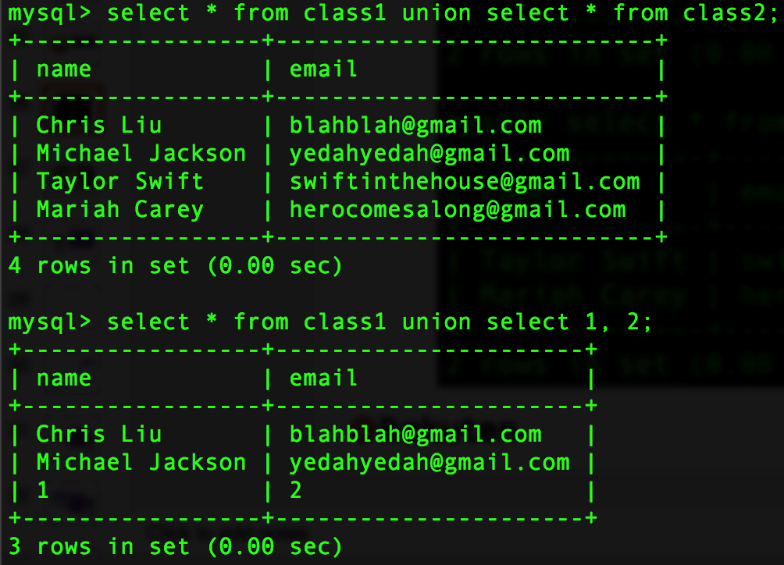 mysql> select * from class1 union select * from class2;
+-----------------+---------------------------+
| name            | email                     |
+-----------------+---------------------------+
| Chris Liu       | blahblah@gmail.com        |
| Michael Jackson | yedahyedah@gmail.com      |
| Taylor Swift    | swiftinthehouse@gmail.com |
| Mariah Carey    | herocomesalong@gmail.com  |
+-----------------+---------------------------+
4 rows in set (0.00 sec)
mysql> select * from class1 union select 1, 2;
+-----------------+----------------------+
| name            | email                |
+-----------------+----------------------+
| Chris Liu       | blahblah@gmail.com   |
| Michael Jackson | yedahyedah@gmail.com |
| 1               | 2                    |
+-----------------+----------------------+
3 rows in set (0.00 sec)